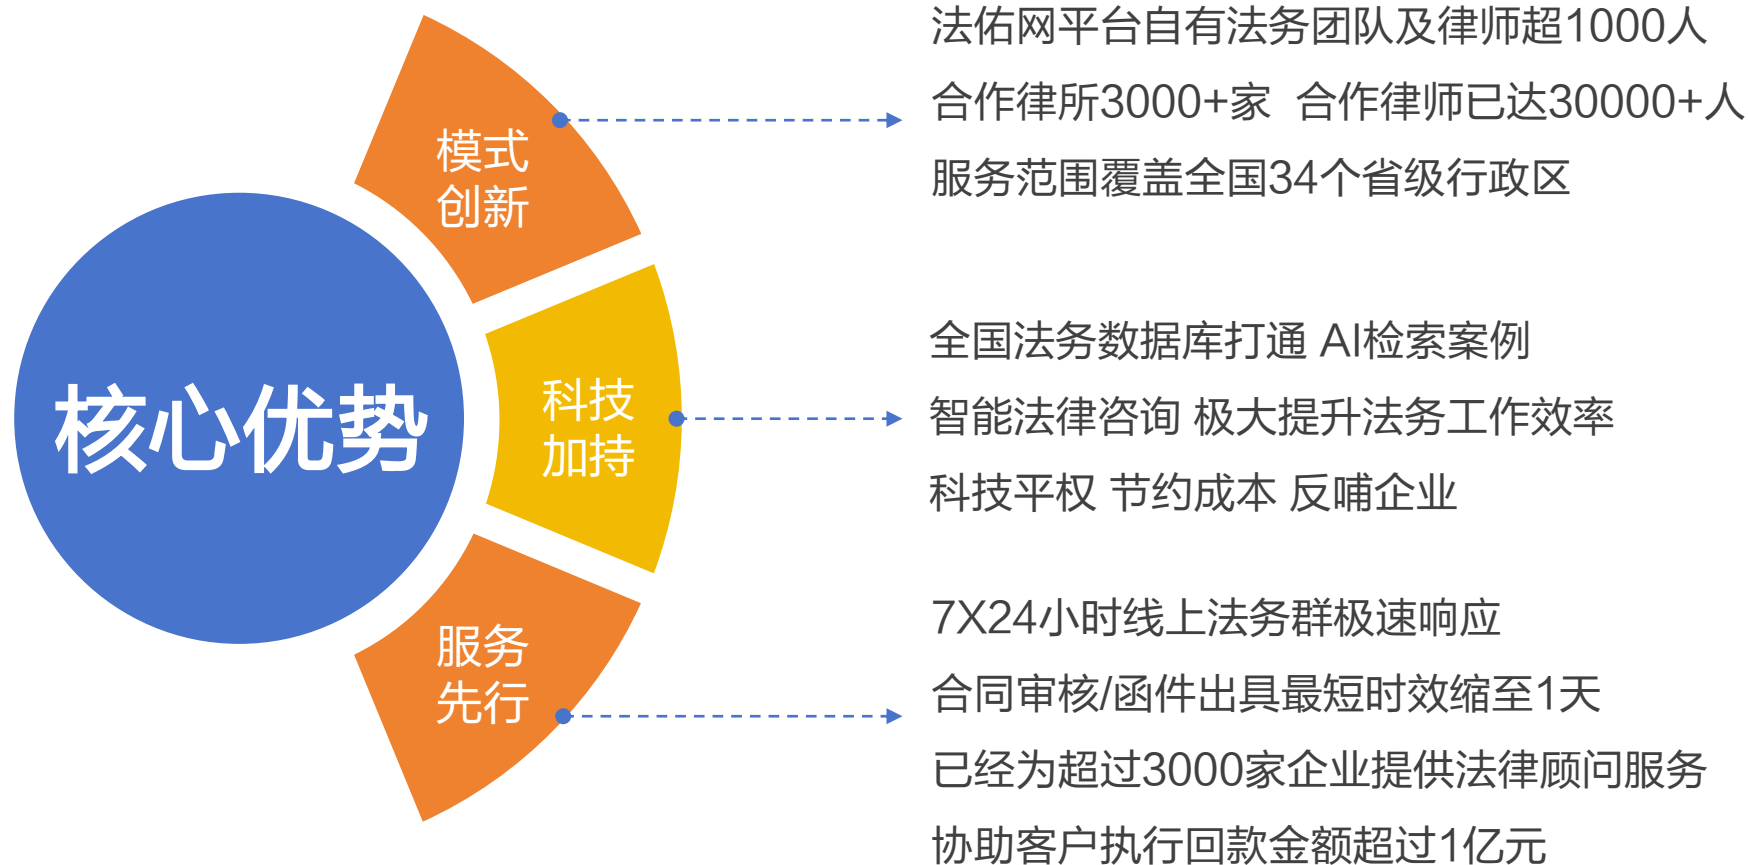 核心优势
模式
创新
法佑网平台自有法务团队及律师超1000人
合作律所3000+家 合作律师已达30000+人
服务范围覆盖全国34个省级行政区
科技
加持
全国法务数据库打通 AI检索案例
智能法律咨询 极大提升法务工作效率
科技平权 节约成本 反哺企业
服务
先行
7X24小时线上法务群极速响应
合同审核/函件出具最短时效缩至1天
已经为超过3000家企业提供法律顾问服务
协助客户执行回款金额超过1亿元